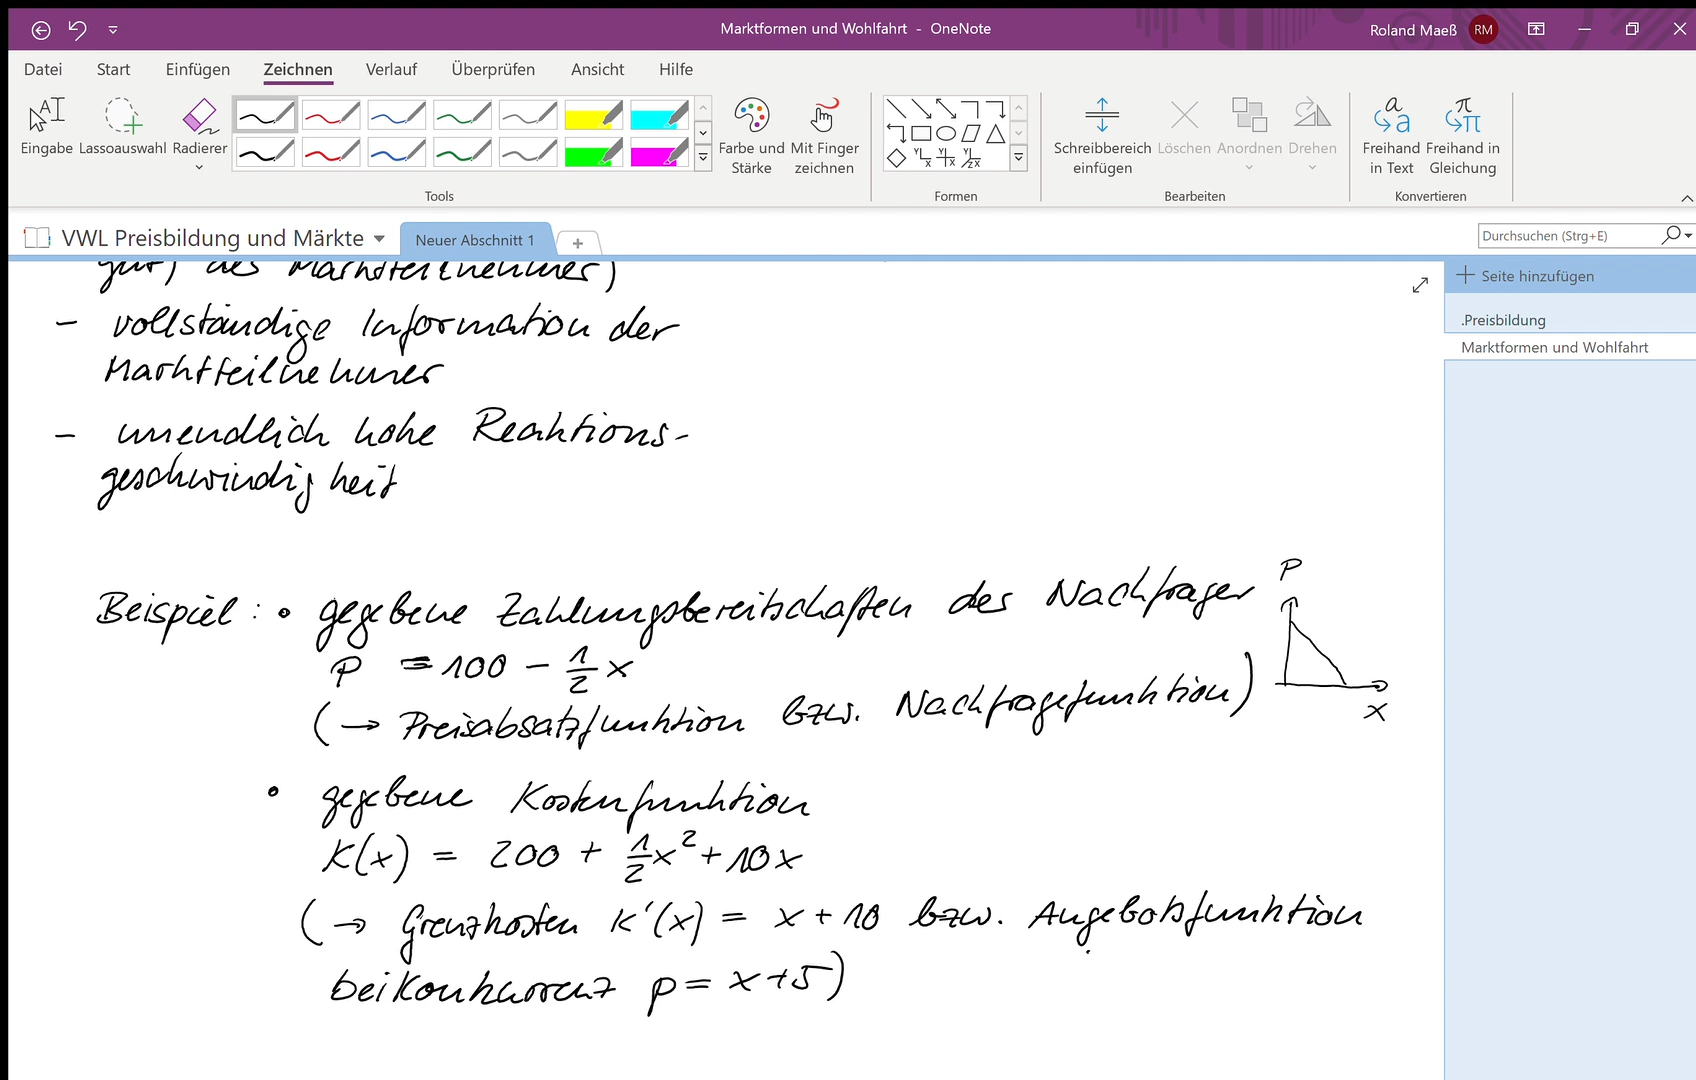 Marktformen und Wohlfahrt - OneNote
Roland Maeß RM
Datei Start Einfügen Zeichnen Verlauf Überprüfen Ansicht Hilfe
Eingabe Lassoauswahl Radierer
Farbe und Stärke
Mit Finger zeichnen
Schreibbereich einfügen
Löschen Anordnen Drehen
Freihand in Text
Freihand in Gleichung
Tools Formen Bearbeiten Konvertieren
VWL Preisbildung und Märkte Neuer Abschnitt 1
Durchsuchen (Strg+E)
Seite hinzufügen
.Preisbildung
Marktformen und Wohlfahrt
gut) des Marktteilnehmer)
- vollständige Information der
Marktteilnehmer
- unendlich hohe Reaktions-
geschwindigkeit
Beispiel : • gegebene Zahlungsbereitschaften des Nachfrager
P = 100 - 1/2 x
(→ Preisabsatzfunktion bzw. Nachfragefunktion)
P
x
• gegebene Kostenfunktion
K(x) = 200 + 1/2 x² + 10x
(→ Grenzkosten K'(x) = x + 10 bzw. Angebotsfunktion
bei Konkurrenz p = x + 5)